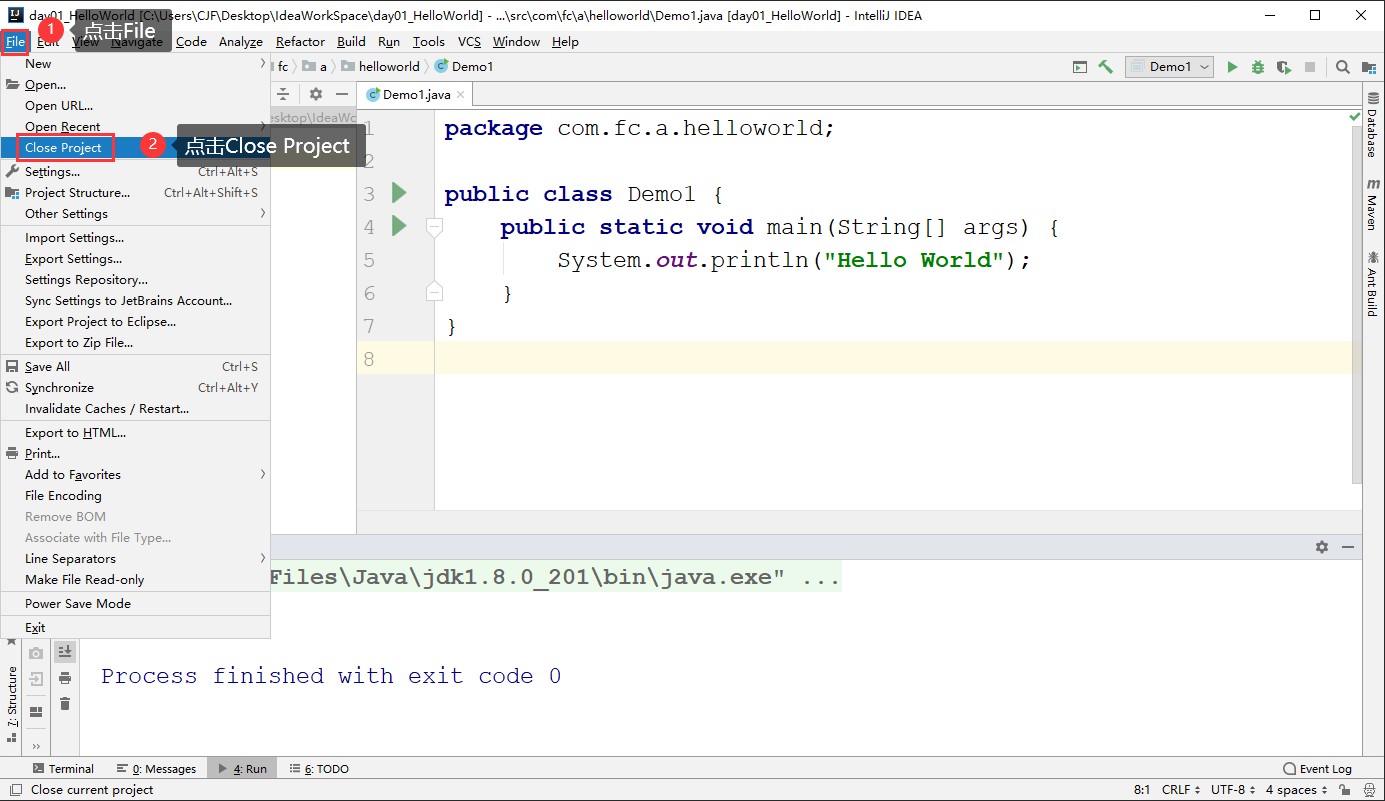 day01_HelloWorld [C:\Users\CJF\Desktop\IdeaWorkSpace\day01_HelloWorld] - ...\src\com\fc\a\helloworld\Demo1.java [day01_HelloWorld] - IntelliJ IDEA
1 点击File
File Edit View Navigate Code Analyze Refactor Build Run Tools VCS Window Help
fc a helloworld Demo1
Demo1
New
Open...
Open URL...
Open Recent
Close Project
2 点击Close Project
Settings... Ctrl+Alt+S
Project Structure... Ctrl+Alt+Shift+S
Other Settings
Import Settings...
Export Settings...
Settings Repository...
Sync Settings to JetBrains Account...
Export Project to Eclipse...
Export to Zip File...
Save All Ctrl+S
Synchronize Ctrl+Alt+Y
Invalidate Caches / Restart...
Export to HTML...
Print...
Add to Favorites
File Encoding
Remove BOM
Associate with File Type...
Line Separators
Make File Read-only
Power Save Mode
Exit
esktop\IdeaWc
Demo1.java
1 package com.fc.a.helloworld;
2
3 public class Demo1 {
4 public static void main(String[] args) {
5 System.out.println("Hello World");
6 }
7 }
8
Database
m Maven
Ant Build
Files\Java\jdk1.8.0_201\bin\java.exe" ...
Process finished with exit code 0
7: Structure
Terminal 0: Messages 4: Run 6: TODO Event Log
Close current project 8:1 CRLF UTF-8 4 spaces